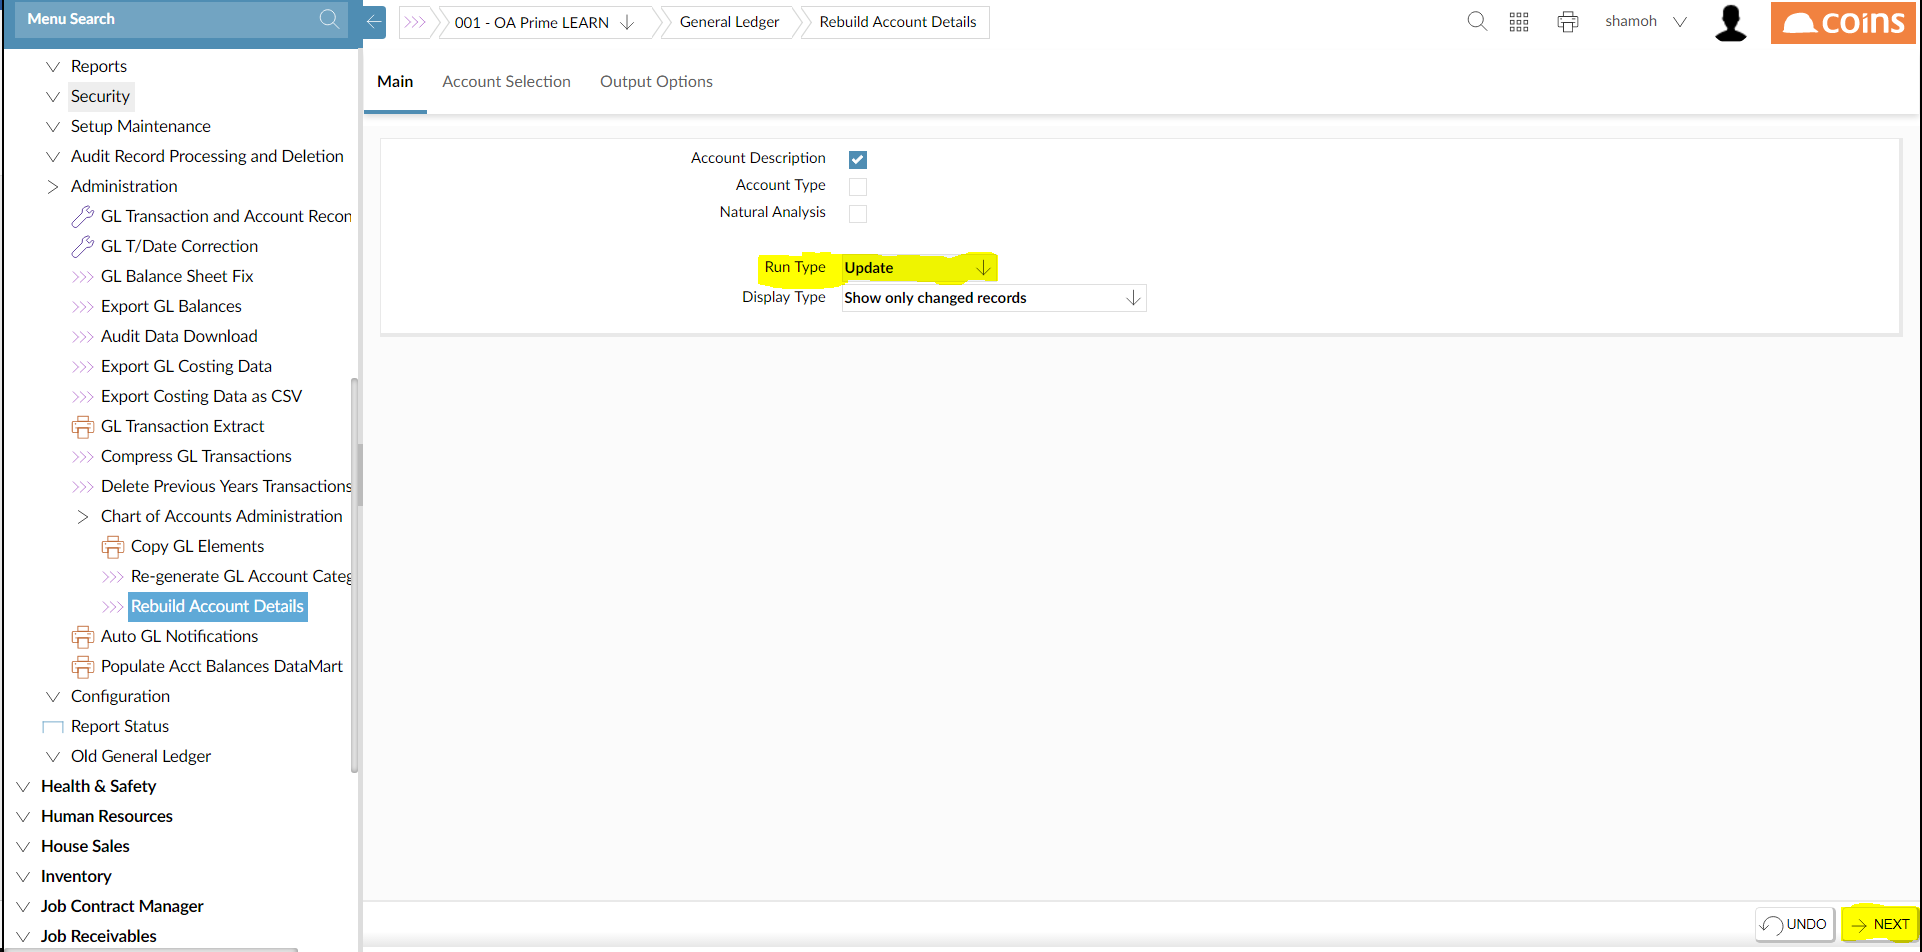 Menu Search
Reports
Security
Setup Maintenance
Audit Record Processing and Deletion
Administration
GL Transaction and Account Recon
GL T/Date Correction
GL Balance Sheet Fix
Export GL Balances
Audit Data Download
Export GL Costing Data
Export Costing Data as CSV
GL Transaction Extract
Compress GL Transactions
Delete Previous Years Transactions
Chart of Accounts Administration
Copy GL Elements
Re-generate GL Account Categ
Rebuild Account Details
Auto GL Notifications
Populate Acct Balances DataMart
Configuration
Report Status
Old General Ledger
Health & Safety
Human Resources
House Sales
Inventory
Job Contract Manager
Job Receivables
001 - OA Prime LEARN General Ledger Rebuild Account Details
shamoh
coins
Main Account Selection Output Options
Account Description
Account Type
Natural Analysis
Run Type Update
Display Type Show only changed records
UNDO NEXT